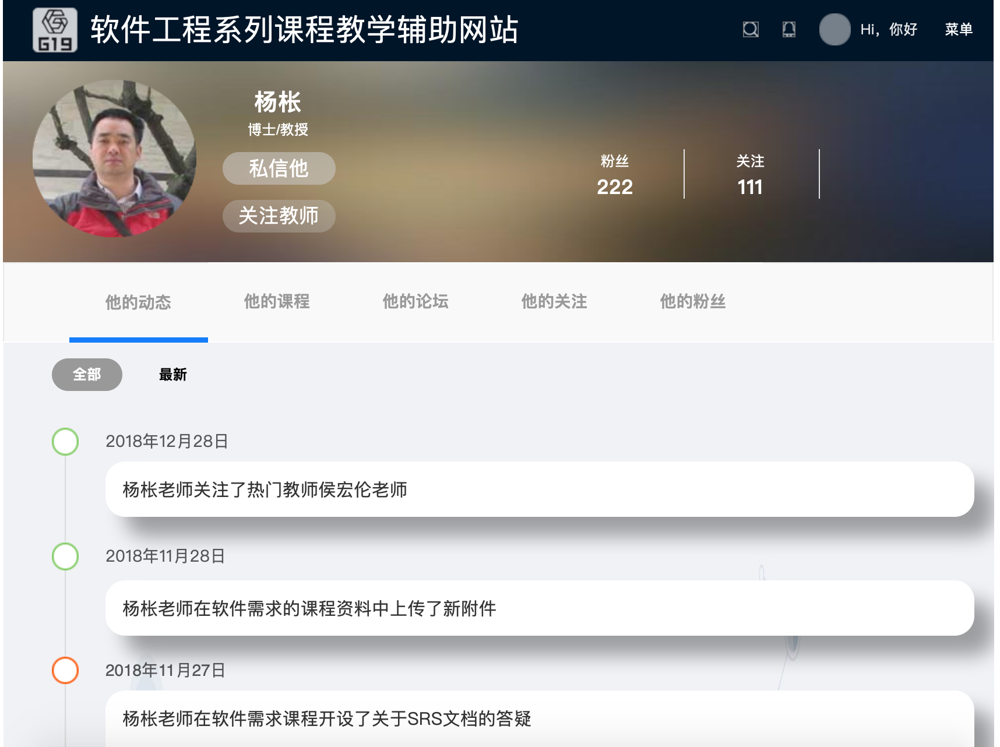 G19
软件工程系列课程教学辅助网站
Hi，你好
菜单
杨枨
博士/教授
私信他
关注教师
粉丝
222
关注
111
他的动态
他的课程
他的论坛
他的关注
他的粉丝
全部
最新
2018年12月28日
杨枨老师关注了热门教师侯宏伦老师
2018年11月28日
杨枨老师在软件需求的课程资料中上传了新附件
2018年11月27日
杨枨老师在软件需求课程开设了关于SRS文档的答疑